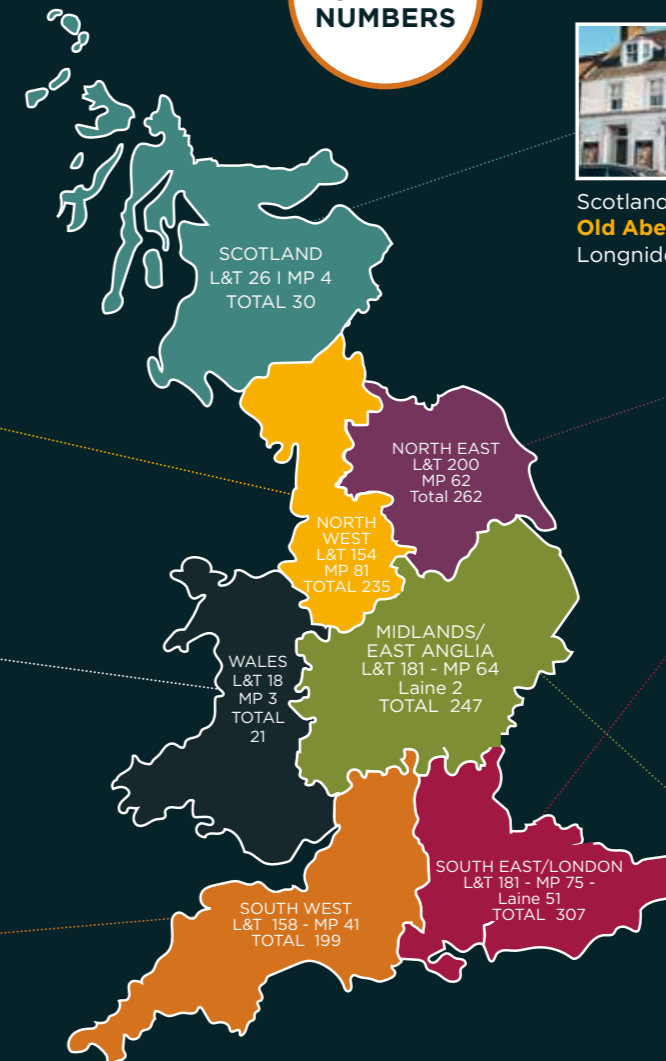 NUMBERS
Scotland
Old Abe
Longnid
SCOTLAND
L&T 26 I MP 4
TOTAL 30
NORTH EAST
L&T 200
MP 62
Total 262
NORTH
WEST
L&T 154
MP 81
TOTAL 235
MIDLANDS/
EAST ANGLIA
L&T 181 - MP 64
Laine 2
TOTAL 247
WALES
L&T 18
MP 3
TOTAL
21
SOUTH EAST/LONDON
L&T 181 - MP 75 -
Laine 51
TOTAL 307
SOUTH WEST
L&T 158 - MP 41
TOTAL 199